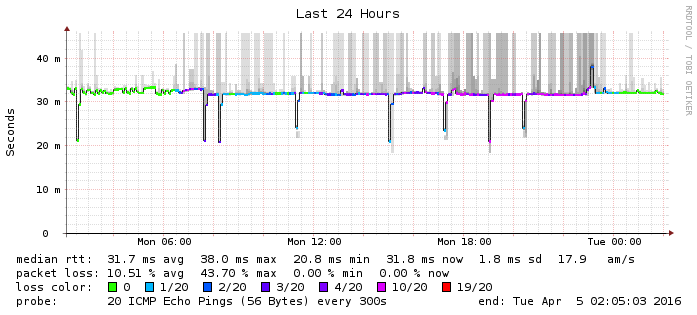 Last 24 Hours
RRDTOOL / TOBI OETIKER
Seconds
40 m
30 m
20 m
10 m
0
Mon 06:00 Mon 12:00 Mon 18:00 Tue 00:00
median rtt: 31.7 ms avg 38.0 ms max 20.8 ms min 31.8 ms now 1.8 ms sd 17.9 am/s
packet loss: 10.51 % avg 43.70 % max 0.00 % min 0.00 % now
loss color: 0 1/20 2/20 3/20 4/20 10/20 19/20
probe: 20 ICMP Echo Pings (56 Bytes) every 300s end: Tue Apr 5 02:05:03 2016